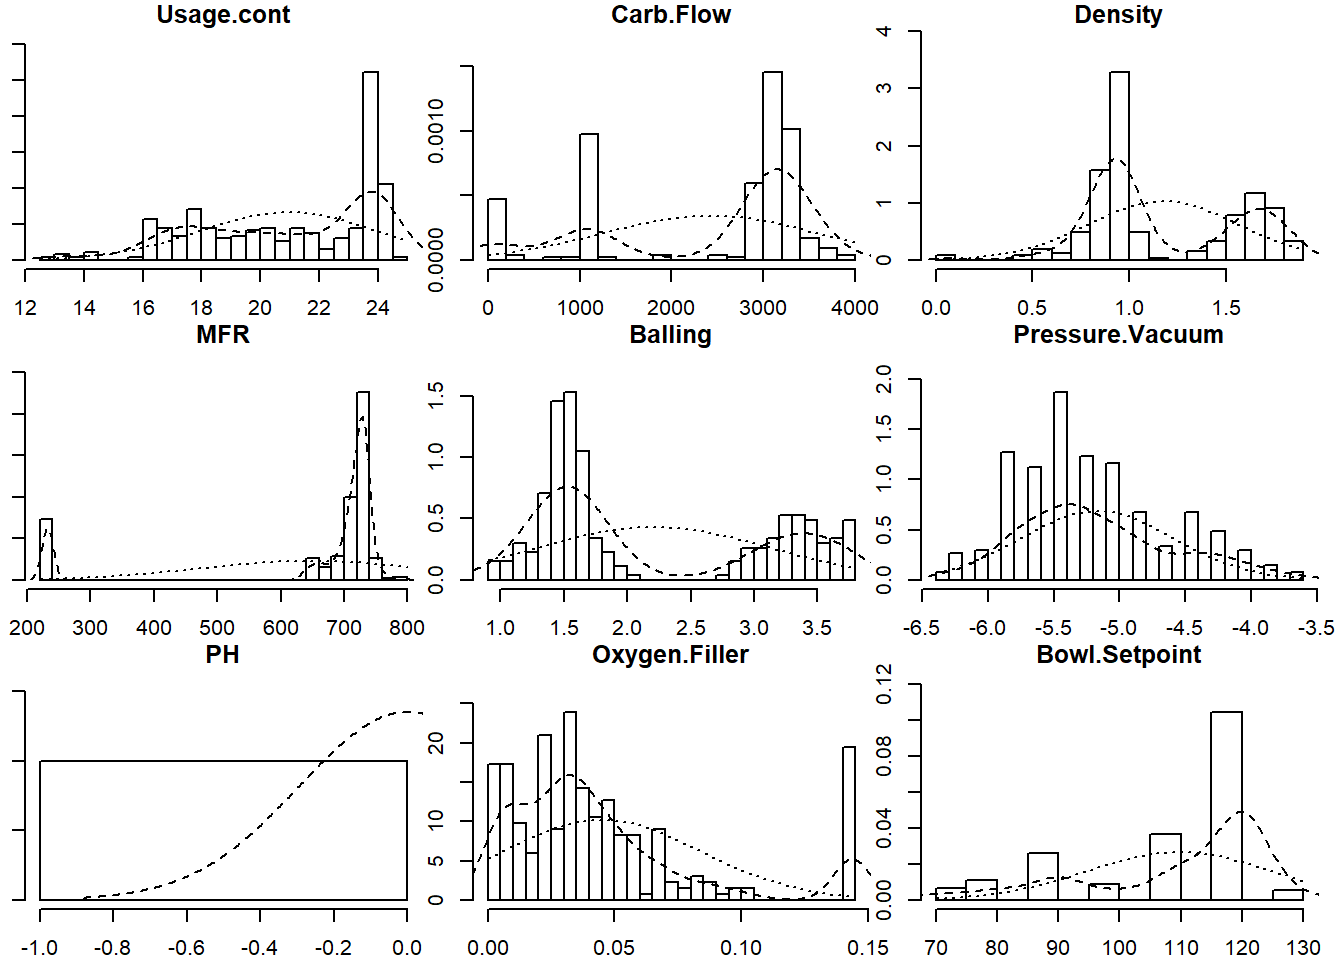 Usage.cont
12 14 16 18 20 22 24
Carb.Flow
0.0000 0.0010
0 1000 2000 3000 4000
Density
0 1 2 3 4
0.0 0.5 1.0 1.5
MFR
200 300 400 500 600 700 800
Balling
0.0 0.5 1.0 1.5
1.0 1.5 2.0 2.5 3.0 3.5
Pressure.Vacuum
0.0 0.5 1.0 1.5 2.0
-6.5 -6.0 -5.5 -5.0 -4.5 -4.0 -3.5
PH
-1.0 -0.8 -0.6 -0.4 -0.2 0.0
Oxygen.Filler
0 5 10 20
0.00 0.05 0.10 0.15
Bowl.Setpoint
0.00 0.04 0.08 0.12
70 80 90 100 110 120 130